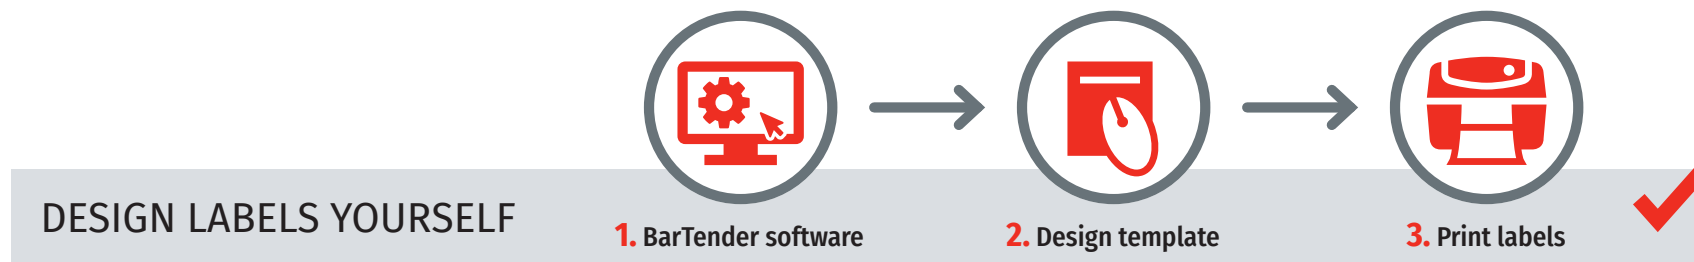 DESIGN LABELS YOURSELF
1. BarTender software
2. Design template
3. Print labels